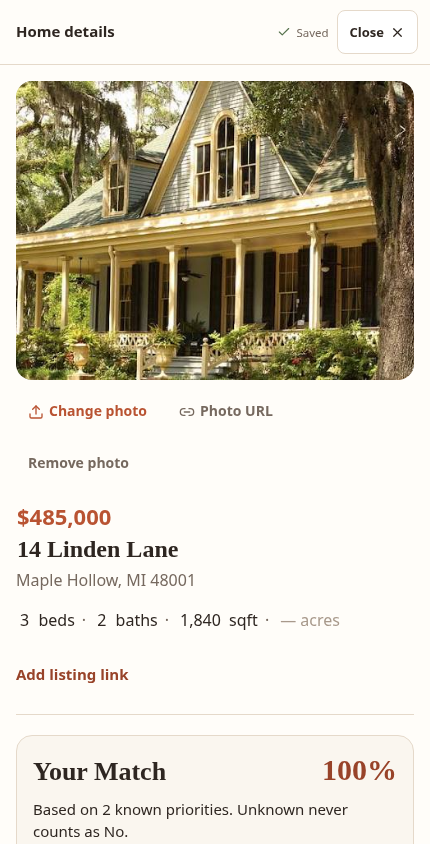 Home details
Saved
Close
Change photo
Photo URL
Remove photo
$485,000
14 Linden Lane
Maple Hollow, MI 48001
3 beds · 2 baths · 1,840 sqft · — acres
Add listing link
Your Match 100%
Based on 2 known priorities. Unknown never
counts as No.